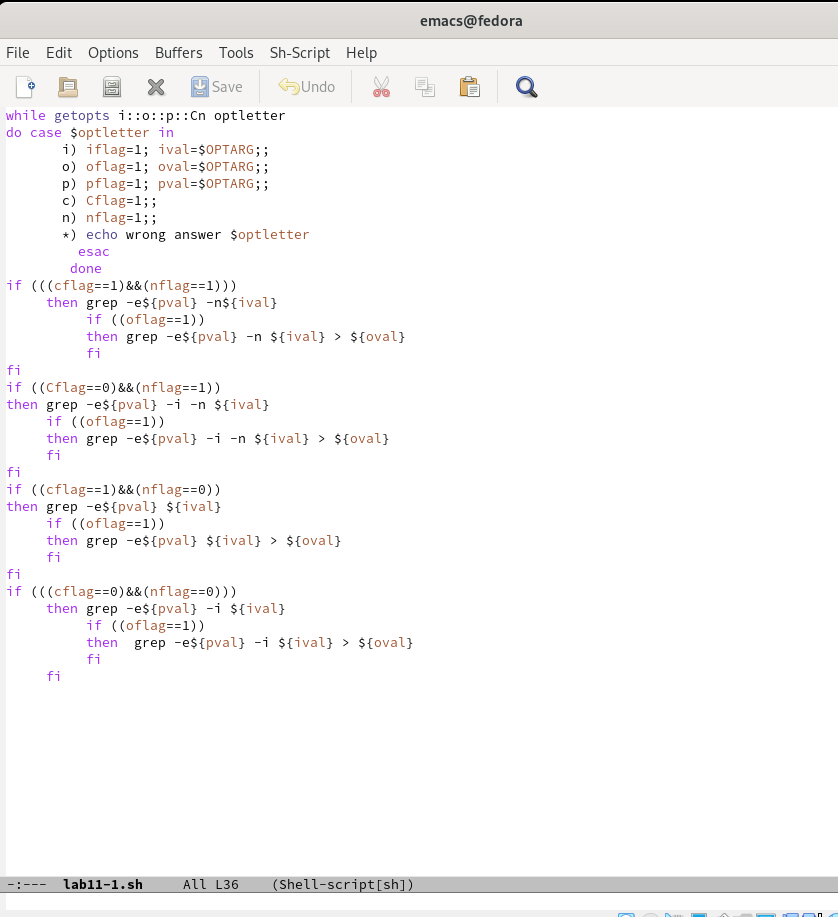 emacs@fedora
File Edit Options Buffers Tools Sh-Script Help
Save Undo
while getopts i::o::p::Cn optletter
do case $optletter in
       i) iflag=1; ival=$OPTARG;;
       o) oflag=1; oval=$OPTARG;;
       p) pflag=1; pval=$OPTARG;;
       c) Cflag=1;;
       n) nflag=1;;
       *) echo wrong answer $optletter
         esac
        done
if (((cflag==1)&&(nflag==1)))
     then grep -e${pval} -n${ival}
          if ((oflag==1))
          then grep -e${pval} -n ${ival} > ${oval}
          fi
fi
if ((Cflag==0)&&(nflag==1))
then grep -e${pval} -i -n ${ival}
     if ((oflag==1))
     then grep -e${pval} -i -n ${ival} > ${oval}
     fi
fi
if ((cflag==1)&&(nflag==0))
then grep -e${pval} ${ival}
     if ((oflag==1))
     then grep -e${pval} ${ival} > ${oval}
     fi
fi
if (((cflag==0)&&(nflag==0)))
     then grep -e${pval} -i ${ival}
          if ((oflag==1))
          then  grep -e${pval} -i ${ival} > ${oval}
          fi
     fi
-:--- lab11-1.sh All L36 (Shell-script[sh])